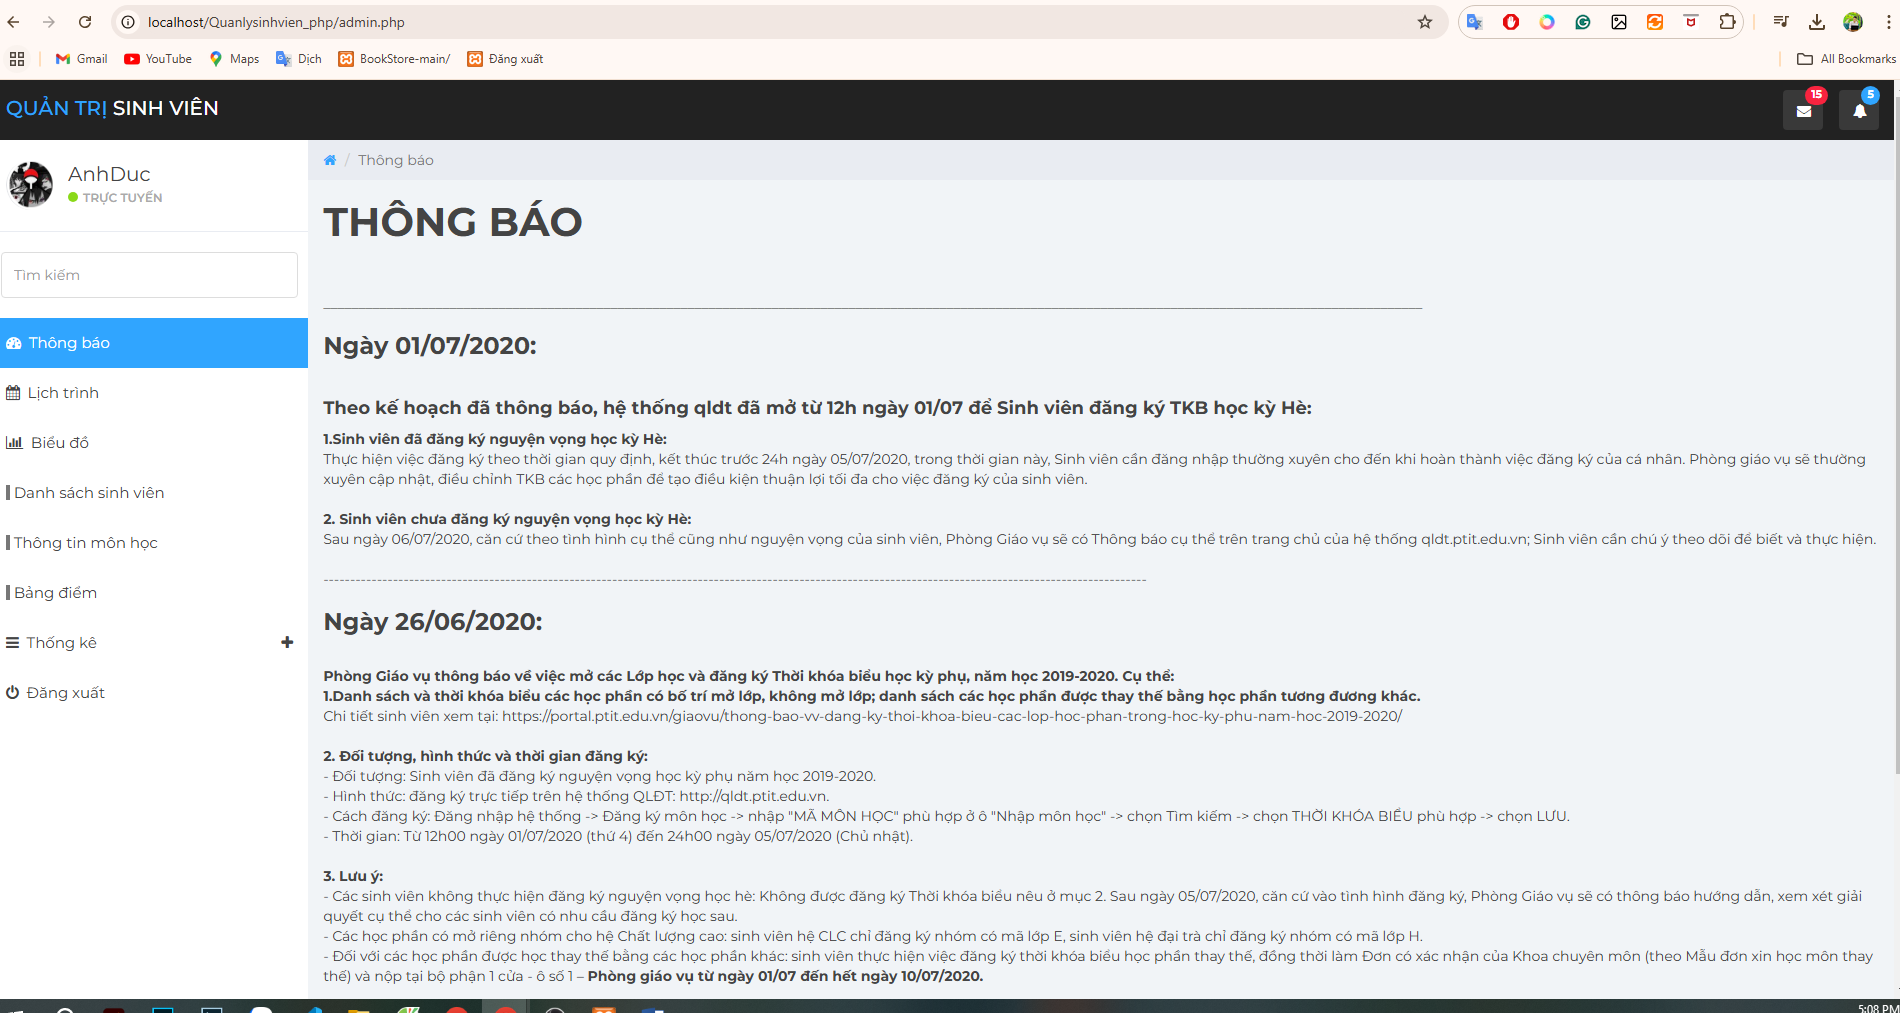 localhost/Quanlysinhvien_php/admin.php
Gmail
YouTube
Maps
Dịch
BookStore-main/
Đăng xuất
All Bookmarks
QUẢN TRỊ SINH VIÊN
15
5
AnhDuc
TRỰC TUYẾN
Tìm kiếm
Thông báo
Lịch trình
Biểu đồ
Danh sách sinh viên
Thông tin môn học
Bảng điểm
Thống kê
Đăng xuất
/ Thông báo
THÔNG BÁO
Ngày 01/07/2020:
Theo kế hoạch đã thông báo, hệ thống qldt đã mở từ 12h ngày 01/07 để Sinh viên đăng ký TKB học kỳ Hè:
1.Sinh viên đã đăng ký nguyện vọng học kỳ Hè:
Thực hiện việc đăng ký theo thời gian quy định, kết thúc trước 24h ngày 05/07/2020, trong thời gian này, Sinh viên cần đăng nhập thường xuyên cho đến khi hoàn thành việc đăng ký của cá nhân. Phòng giáo vụ sẽ thường
xuyên cập nhật, điều chỉnh TKB các học phần để tạo điều kiện thuận lợi tối đa cho việc đăng ký của sinh viên.
2. Sinh viên chưa đăng ký nguyện vọng học kỳ Hè:
Sau ngày 06/07/2020, căn cứ theo tình hình cụ thể cũng như nguyện vọng của sinh viên, Phòng Giáo vụ sẽ có Thông báo cụ thể trên trang chủ của hệ thống qldt.ptit.edu.vn; Sinh viên cần chú ý theo dõi để biết và thực hiện.
Ngày 26/06/2020:
Phòng Giáo vụ thông báo về việc mở các Lớp học và đăng ký Thời khóa biểu học kỳ phụ, năm học 2019-2020. Cụ thể:
1.Danh sách và thời khóa biểu các học phần có bố trí mở lớp, không mở lớp; danh sách các học phần được thay thế bằng học phần tương đương khác.
Chi tiết sinh viên xem tại: https://portal.ptit.edu.vn/giaovu/thong-bao-vv-dang-ky-thoi-khoa-bieu-cac-lop-hoc-phan-trong-hoc-ky-phu-nam-hoc-2019-2020/
2. Đối tượng, hình thức và thời gian đăng ký:
- Đối tượng: Sinh viên đã đăng ký nguyện vọng học kỳ phụ năm học 2019-2020.
- Hình thức: đăng ký trực tiếp trên hệ thống QLĐT: http://qldt.ptit.edu.vn.
- Cách đăng ký: Đăng nhập hệ thống -> Đăng ký môn học -> nhập "MÃ MÔN HỌC" phù hợp ở ô "Nhập môn học" -> chọn Tìm kiếm -> chọn THỜI KHÓA BIỂU phù hợp -> chọn LƯU.
- Thời gian: Từ 12h00 ngày 01/07/2020 (thứ 4) đến 24h00 ngày 05/07/2020 (Chủ nhật).
3. Lưu ý:
- Các sinh viên không thực hiện đăng ký nguyện vọng học hè: Không được đăng ký Thời khóa biểu nêu ở mục 2. Sau ngày 05/07/2020, căn cứ vào tình hình đăng ký, Phòng Giáo vụ sẽ có thông báo hướng dẫn, xem xét giải
quyết cụ thể cho các sinh viên có nhu cầu đăng ký học sau.
- Các học phần có mở riêng nhóm cho hệ Chất lượng cao: sinh viên hệ CLC chỉ đăng ký nhóm có mã lớp E, sinh viên hệ đại trà chỉ đăng ký nhóm có mã lớp H.
- Đối với các học phần được học thay thế bằng các học phần khác: sinh viên thực hiện việc đăng ký thời khóa biểu học phần thay thế, đồng thời làm Đơn có xác nhận của Khoa chuyên môn (theo Mẫu đơn xin học môn thay
thế) và nộp tại bộ phận 1 cửa - ô số 1 – Phòng giáo vụ từ ngày 01/07 đến hết ngày 10/07/2020.
5:08 PM